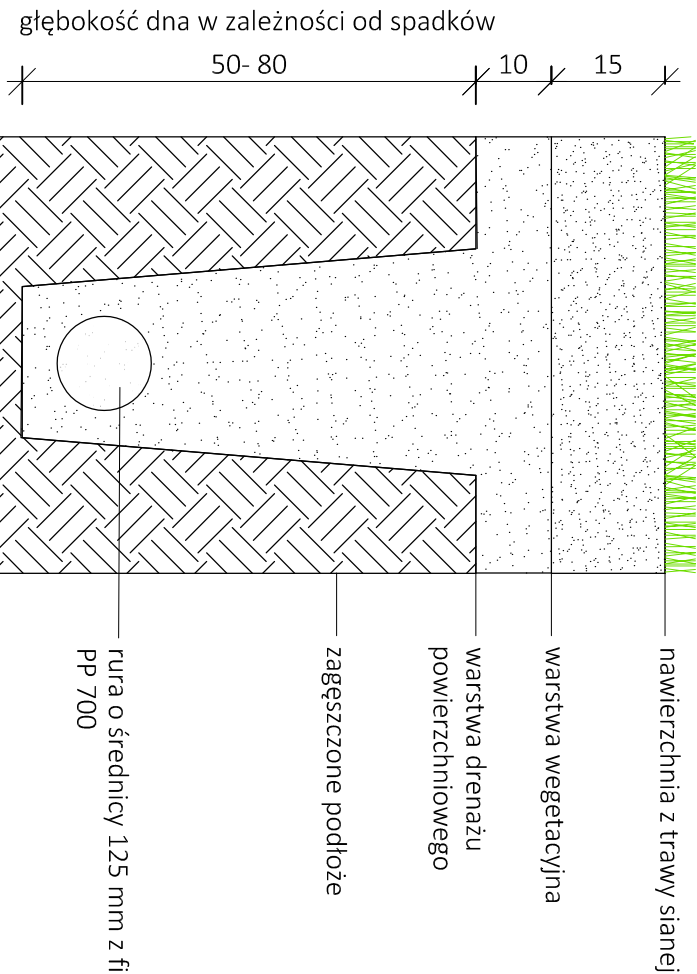 głębokość dna w zależności od spadków
50- 80
10
15
nawierzchnia z trawy sianej
warstwa wegetacyjna
warstwa drenażu
powierzchniowego
zagęszczone podłoże
rura o średnicy 125 mm z fi
PP 700